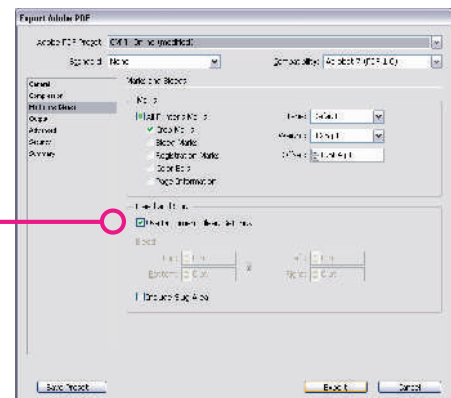 Export Adobe PDF
Adobe PDF Preset:
Standard: None
Compatibility: Acrobat 7 (PDF 1.6)
General
Compression
Marks and Bleeds
Output
Advanced
Security
Summary
Marks and Bleeds
Marks
All Printer's Marks
Crop Marks
Bleed Marks
Registration Marks
Color Bars
Page Information
Type: Default
Weight:
Offset:
Bleed and Slug
Use Document Bleed Settings
Bleed:
Top:
Bottom:
Left:
Right:
Include Slug Area
Save Preset...
Export
Cancel